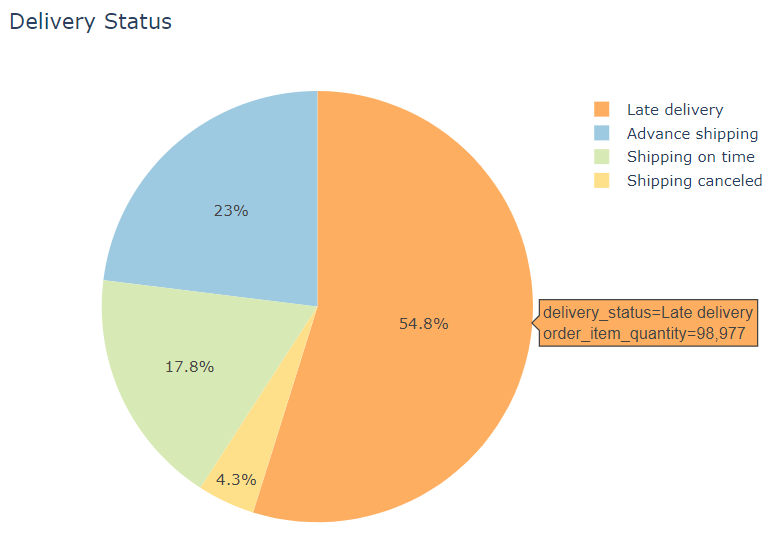 Delivery Status
Late delivery
Advance shipping
Shipping on time
Shipping canceled
23%
54.8%
17.8%
4.3%
delivery_status=Late delivery
order_item_quantity=98,977